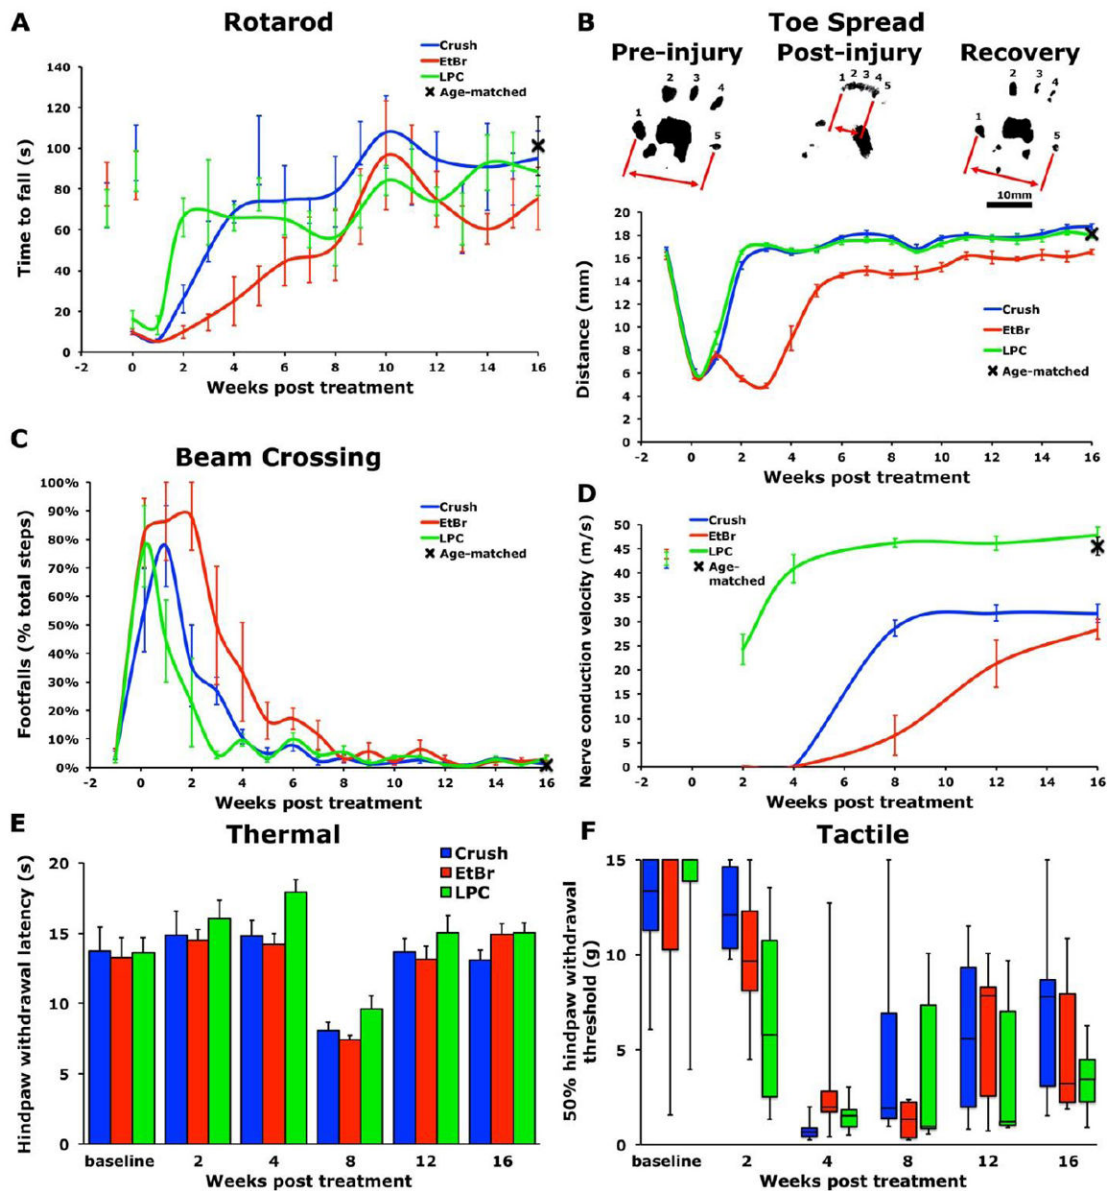 A
Rotarod
Crush
EtBr
LPC
Age-matched
Time to fall (s)
140
120
100
80
60
40
20
0
-2 0 2 4 6 8 10 12 14 16
Weeks post treatment
B
Toe Spread
Pre-injury Post-injury Recovery
2 3 4
1
5
1 2 3 4
5
2 3 4
1
5
10mm
Distance (mm)
20
18
16
14
12
10
8
6
4
2
0
Crush
EtBr
LPC
Age-matched
-2 0 2 4 6 8 10 12 14 16
Weeks post treatment
C
Beam Crossing
Crush
EtBr
LPC
Age-matched
Footfalls (% total steps)
100%
90%
80%
70%
60%
50%
40%
30%
20%
10%
0%
-2 0 2 4 6 8 10 12 14 16
Weeks post treatment
D
Crush
EtBr
LPC
Age-
matched
Nerve conduction velocity (m/s)
50
45
40
35
30
25
20
15
10
5
0
-2 0 2 4 6 8 10 12 14 16
Weeks post treatment
E
Thermal
Crush
EtBr
LPC
Hindpaw withdrawal latency (s)
20
15
10
5
0
baseline 2 4 8 12 16
Weeks post treatment
F
Tactile
50% hindpaw withdrawal
threshold (g)
15
10
5
0
baseline 2 4 8 12 16
Weeks post treatment